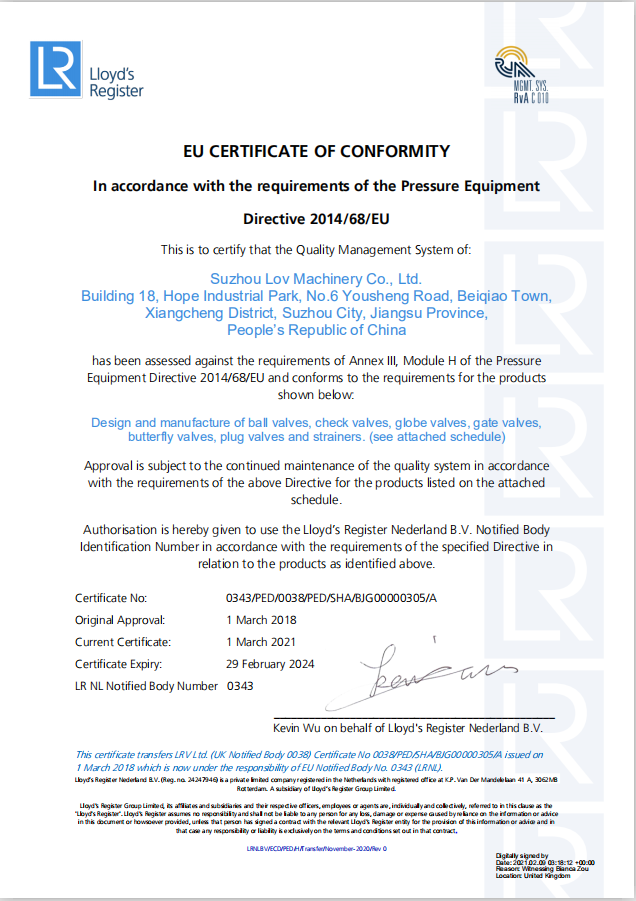 LR
Lloyd's
Register
MGMT. SYS.
RvA C 010
EU CERTIFICATE OF CONFORMITY
In accordance with the requirements of the Pressure Equipment
Directive 2014/68/EU
This is to certify that the Quality Management System of:
Suzhou Lov Machinery Co., Ltd.
Building 18, Hope Industrial Park, No.6 Yousheng Road, Beiqiao Town,
Xiangcheng District, Suzhou City, Jiangsu Province,
People's Republic of China
has been assessed against the requirements of Annex III, Module H of the Pressure
Equipment Directive 2014/68/EU and conforms to the requirements for the products
shown below:
Design and manufacture of ball valves, check valves, globe valves, gate valves,
butterfly valves, plug valves and strainers. (see attached schedule)
Approval is subject to the continued maintenance of the quality system in accordance
with the requirements of the above Directive for the products listed on the attached
schedule.
Authorisation is hereby given to use the Lloyd's Register Nederland B.V. Notified Body
Identification Number in accordance with the requirements of the specified Directive in
relation to the products as identified above.
Certificate No: 0343/PED/0038/PED/SHA/BJG00000305/A
Original Approval: 1 March 2018
Current Certificate: 1 March 2021
Certificate Expiry: 29 February 2024
LR NL Notified Body Number 0343
Kevin Wu on behalf of Lloyd's Register Nederland B.V.
This certificate transfers LRV Ltd. (UK Notified Body 0038) Certificate No 0038/PED/SHA/BJG00000305/A issued on
1 March 2018 which is now under the responsibility of EU Notified Body No. 0343 (LRNL).
Lloyd's Register Nederland B.V. (Reg. no. 24247946) is a private limited company registered in the Netherlands with registered office at K.P. Van Der Mandelelaan 41 A, 3062MB
Rotterdam. A subsidiary of Lloyd's Register Group Limited.
Lloyd's Register Group Limited, its affiliates and subsidiaries and their respective officers, employees or agents are, individually and collectively, referred to in this clause as the
"Lloyd's Register". Lloyd's Register assumes no responsibility and shall not be liable to any person for any loss, damage or expense caused by reliance on the information or advice
in this document or howsoever provided, unless that person has signed a contract with the relevant Lloyd's Register entity for the provision of this information or advice and in
that case any responsibility or liability is exclusively on the terms and conditions set out in that contract.
LRNLBV/ECD/PED/H/Transfer/November-2020/Rev 0
Digitally signed by
Date: 2021.02.09 03:18:12 +00:00
Reason: Witnessing Bianca Zou
Location: United Kingdom